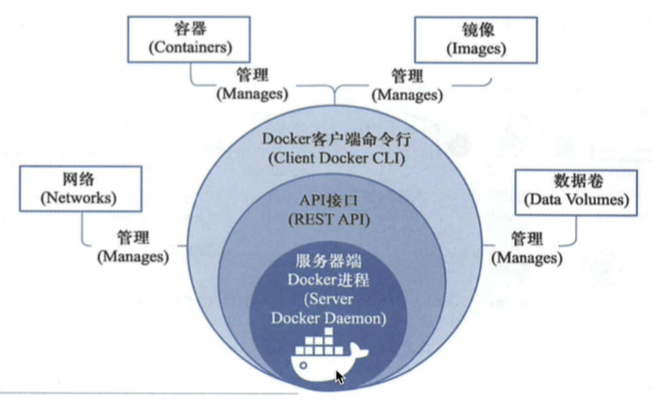 容器
(Containers)
镜像
(Images)
管理
(Manages)
管理
(Manages)
Docker客户端命令行
(Client Docker CLI)
网络
(Networks)
数据卷
(Data Volumes)
API接口
(REST API)
管理
(Manages)
管理
(Manages)
服务器端
Docker进程
(Server
Docker Daemon)